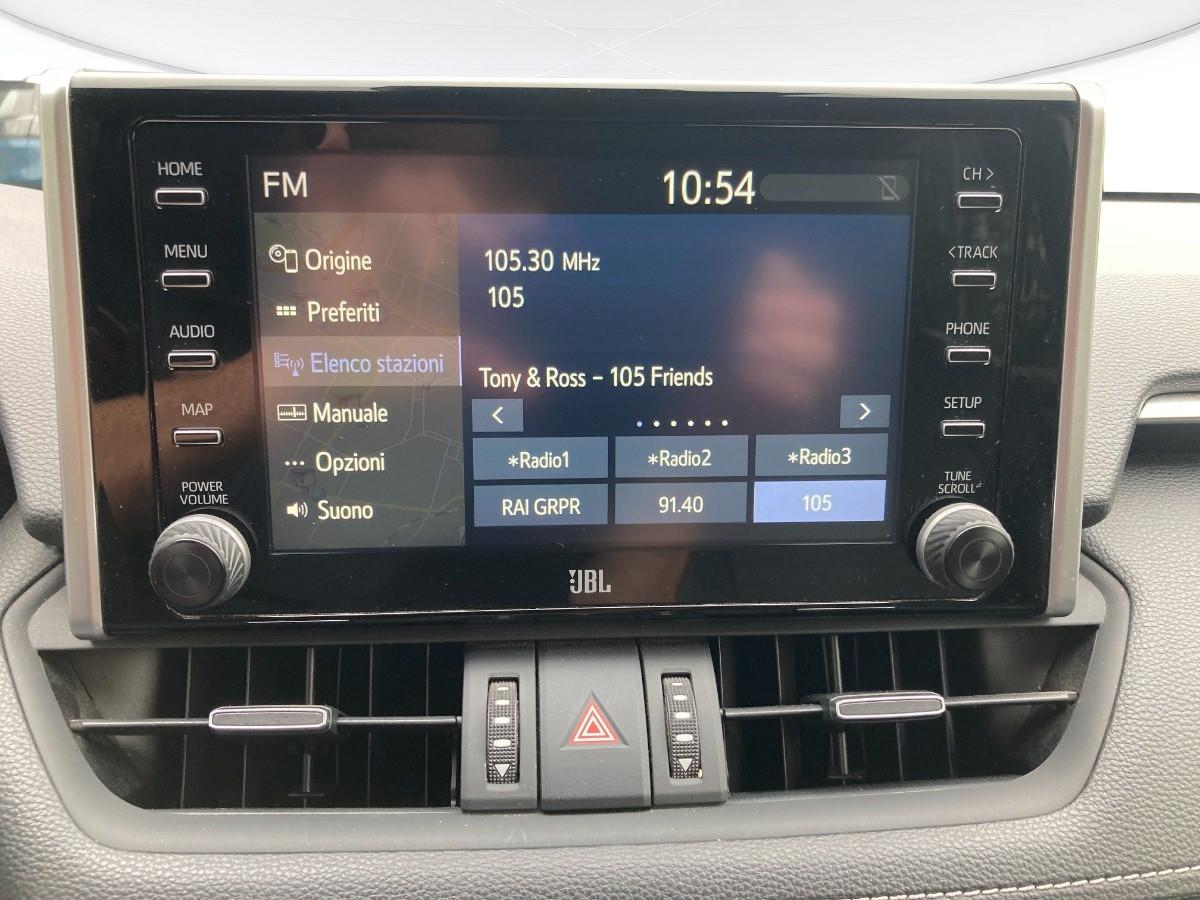 HOME
MENU
AUDIO
MAP
POWER
VOLUME
FM
10:54
Origine
Preferiti
Elenco stazioni
Manuale
Opzioni
Suono
105.30 MHz
105
Tony & Ross – 105 Friends
< >
*Radio1 *Radio2 *Radio3
RAI GRPR 91.40 105
CH >
< TRACK
PHONE
SETUP
TUNE
SCROLL
JBL